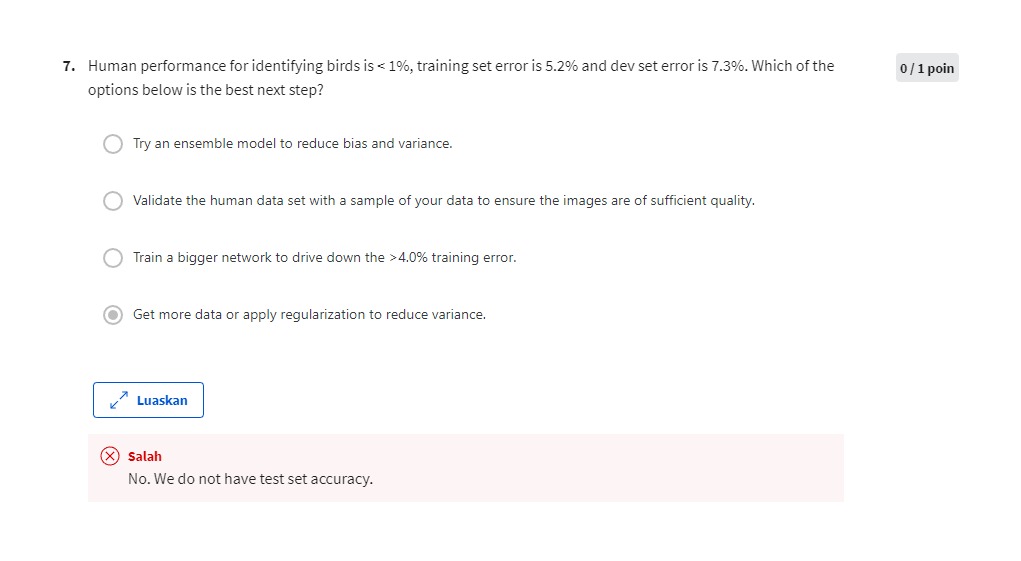 7. Human performance for identifying birds is < 1%, training set error is 5.2% and dev set error is 7.3%. Which of the
options below is the best next step?
0 / 1 poin
Try an ensemble model to reduce bias and variance.
Validate the human data set with a sample of your data to ensure the images are of sufficient quality.
Train a bigger network to drive down the >4.0% training error.
Get more data or apply regularization to reduce variance.
Luaskan
Salah
No. We do not have test set accuracy.